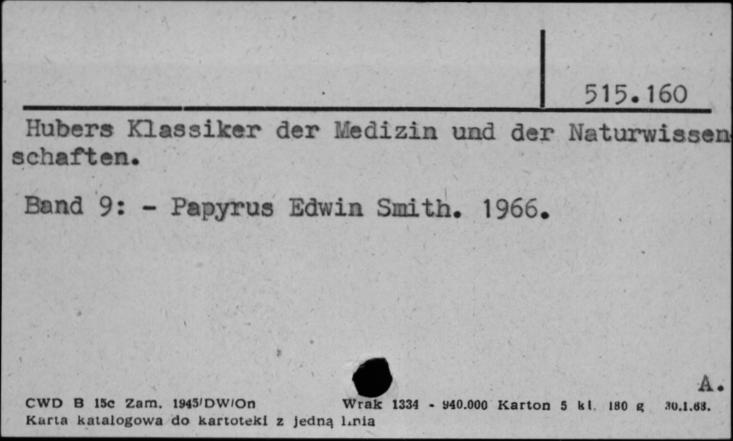 515.160
Hubers Klassiker der Medizin und der Naturwissen
schaften.
Band 9: - Papyrus Edwin Smith. 1966.
A.
CWD B 15c Zam. 1945/DW/On Wrak 1334 - 940.000 Karton 5 kl. 180 g 30.1.68.
Karta katalogowa do kartoteki z jedną linia